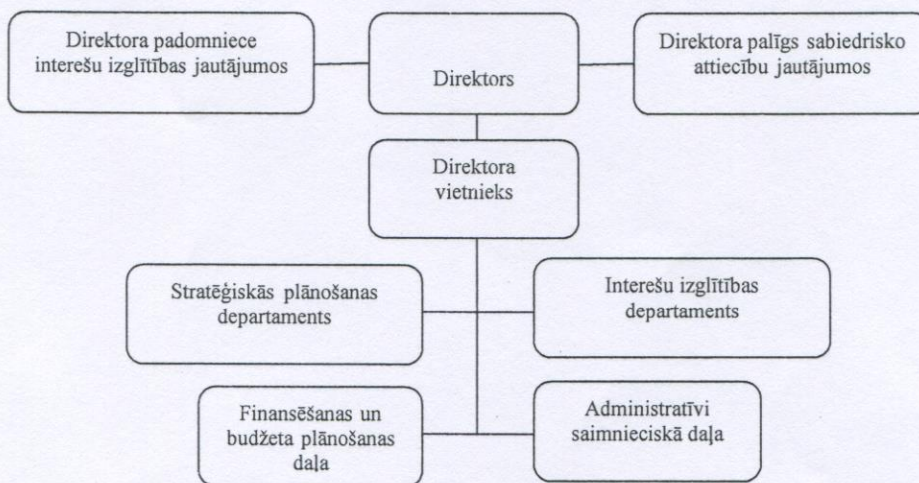 Direktora padomniece
interešu izglītības jautājumos
Direktors
Direktora palīgs sabiedrisko
attiecību jautājumos
Direktora
vietnieks
Stratēģiskās plānošanas
departaments
Interešu izglītības
departaments
Finansēšanas un
budžeta plānošanas
daļa
Administratīvi
saimnieciskā daļa